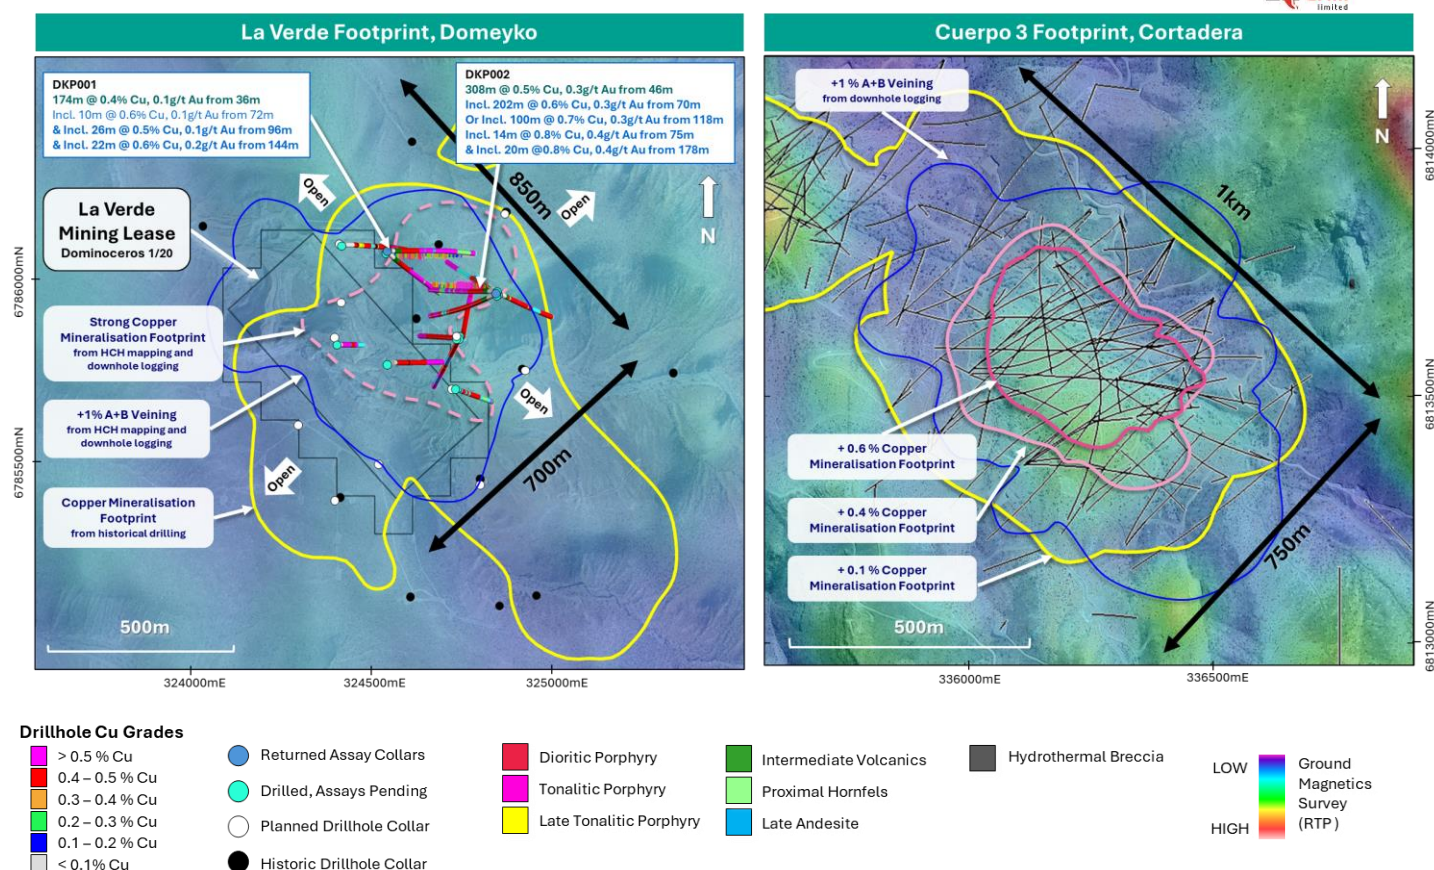 limited
La Verde Footprint, Domeyko
Cuerpo 3 Footprint, Cortadera
DKP001
174m @ 0.4% Cu, 0.1g/t Au from 36m
Incl. 10m @ 0.6% Cu, 0.1g/t Au from 72m
& Incl. 26m @ 0.5% Cu, 0.1g/t Au from 96m
& Incl. 22m @ 0.6% Cu, 0.2g/t Au from 144m
DKP002
308m @ 0.5% Cu, 0.3g/t Au from 46m
Incl. 202m @ 0.6% Cu, 0.3g/t Au from 70m
Or Incl. 100m @ 0.7% Cu, 0.3g/t Au from 118m
Incl. 14m @ 0.8% Cu, 0.4g/t Au from 75m
& Incl. 20m @0.8% Cu, 0.4g/t Au from 178m
Open
850m
Open
N
La Verde
Mining Lease
Dominoceros 1/20
Strong Copper
Mineralisation Footprint
from HCH mapping and
downhole logging
+1% A+B Veining
from HCH mapping and
downhole logging
Open
Open
700m
Copper Mineralisation
Footprint
from historical drilling
500m
6786000mN
6785500mN
324000mE
324500mE
325000mE
+1 % A+B Veining
from downhole logging
N
1km
+ 0.6 % Copper
Mineralisation Footprint
+ 0.4 % Copper
Mineralisation Footprint
+ 0.1 % Copper
Mineralisation Footprint
750m
500m
6814000mN
6813500mN
6813000mN
336000mE
336500mE
Drillhole Cu Grades
> 0.5 % Cu
0.4 – 0.5 % Cu
0.3 – 0.4 % Cu
0.2 – 0.3 % Cu
0.1 – 0.2 % Cu
< 0.1% Cu
Returned Assay Collars
Drilled, Assays Pending
Planned Drillhole Collar
Historic Drillhole Collar
Dioritic Porphyry
Tonalitic Porphyry
Late Tonalitic Porphyry
Intermediate Volcanics
Proximal Hornfels
Late Andesite
Hydrothermal Breccia
LOW
HIGH
Ground
Magnetics
Survey
(RTP )